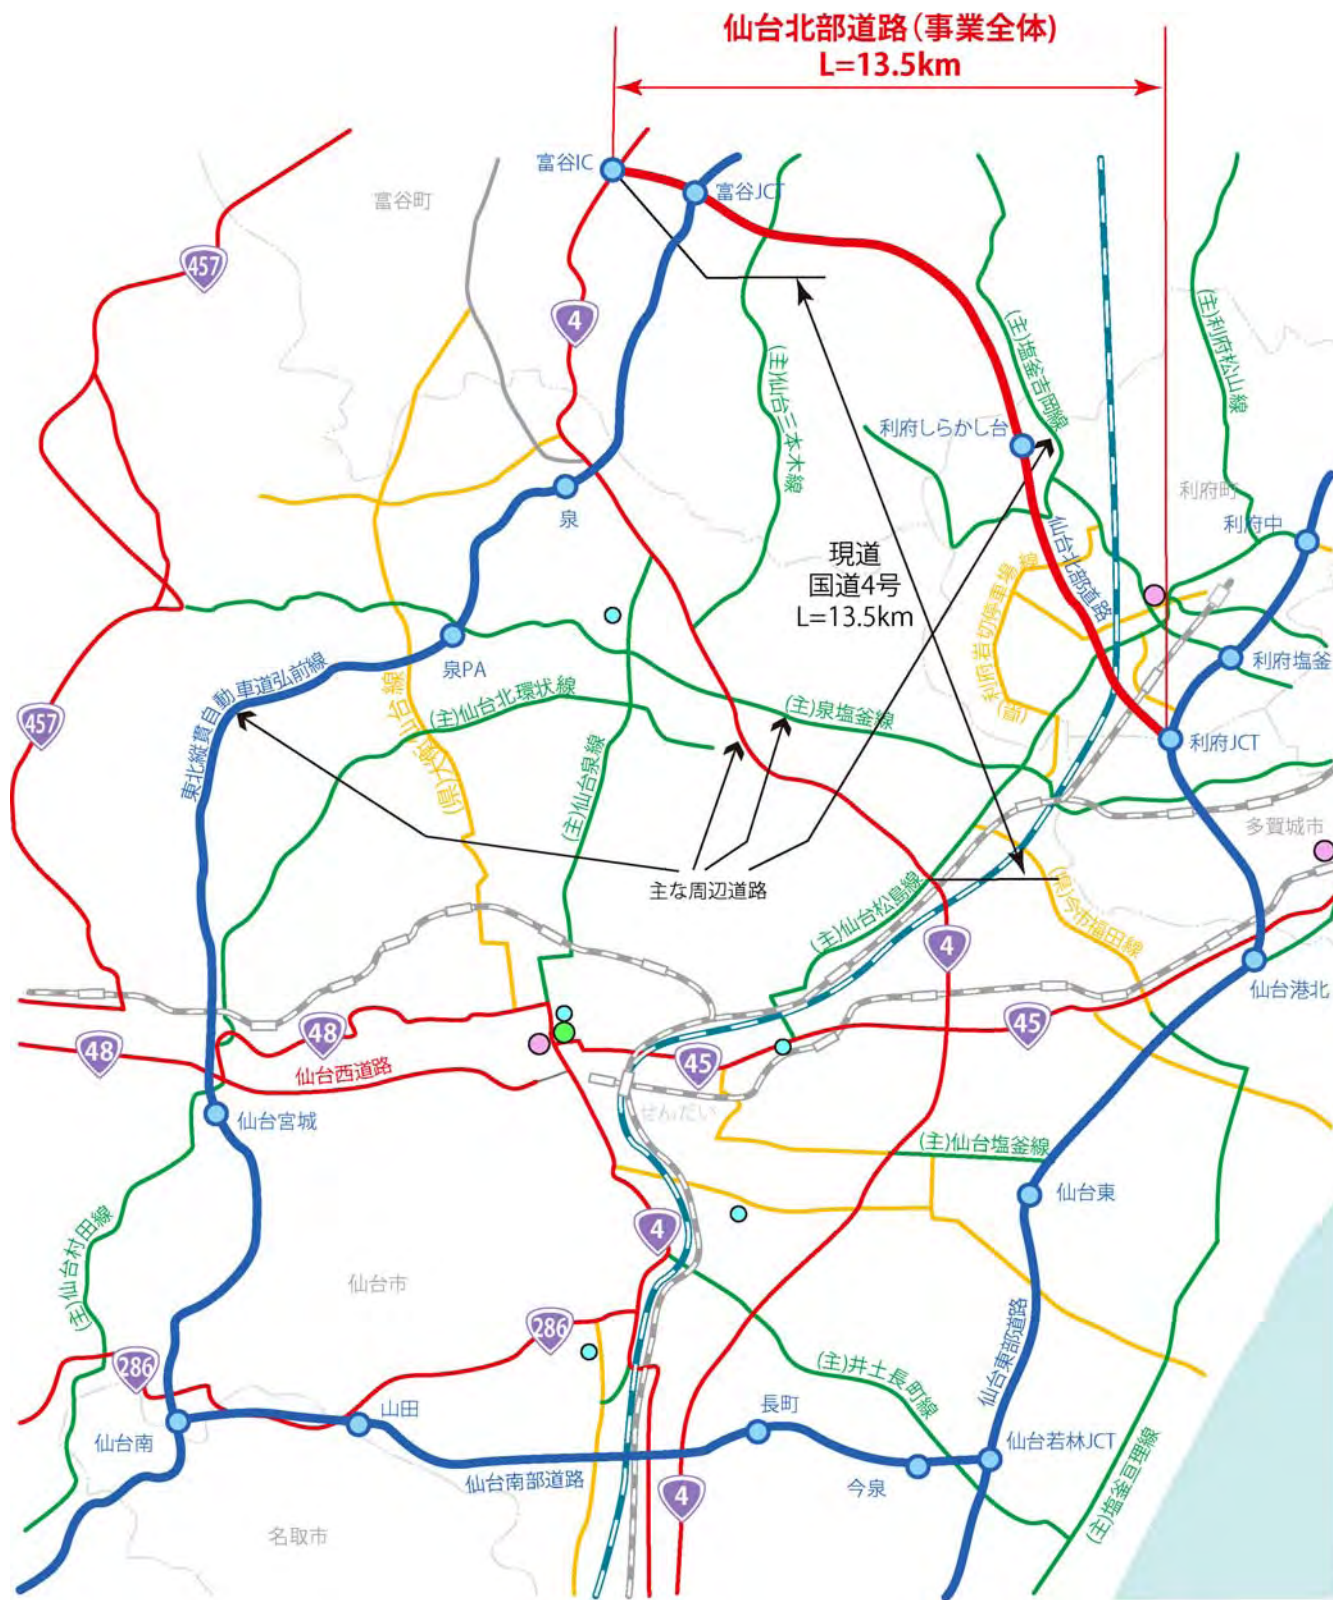 仙台北部道路(事業全体)
L=13.5km
富谷IC
富谷JCT
富谷町
457
4
(主)塩釜吉岡線
(主)利府松山線
(主)仙台三本木線
利府しらかし台
利府町
利府中
泉
現道
国道4号
L=13.5km
仙台北部道路
(県)利府岩切停車場線
泉PA
利府塩釜
東北縦貫自動車道弘前線
(県)大衡仙台線
(主)仙台北環状線
(主)泉塩釜線
457
利府JCT
(主)仙台泉線
多賀城市
主な周辺道路
(主)仙台松島線
(県)今市福田線
4
仙台港北
48
48
45
45
仙台西道路
せんだい
仙台宮城
(主)仙台塩釜線
仙台東
(主)仙台村田線
4
仙台市
286
286
(主)井土長町線
仙台東部道路
山田
長町
仙台南
仙台若林JCT
仙台南部道路
今泉
4
(主)塩釜亘理線
名取市